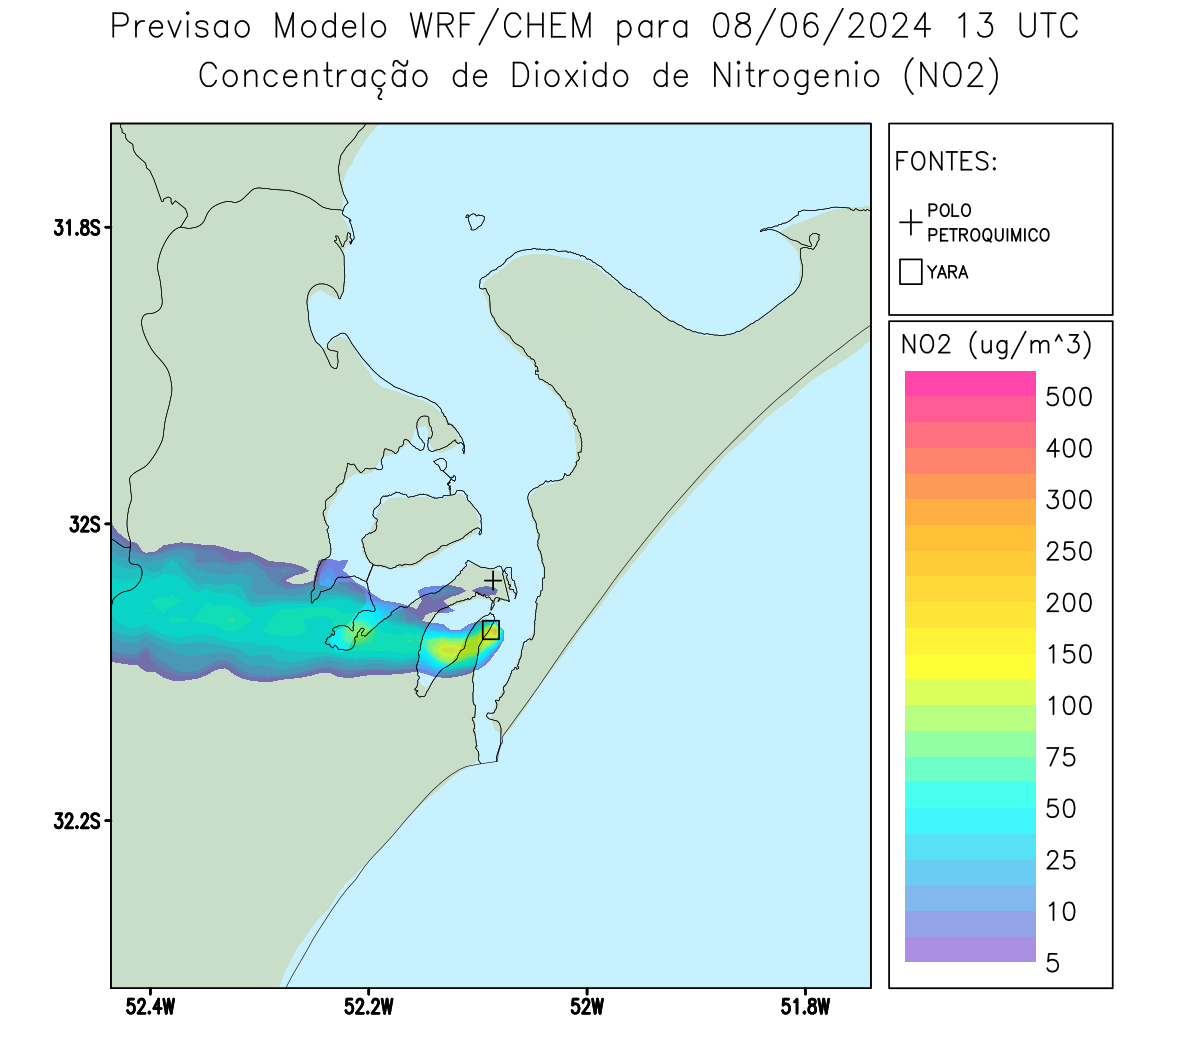 Previsao Modelo WRF/CHEM para 08/06/2024 13 UTC
Concentração de Dioxido de Nitrogenio (NO2)
FONTES:
POLO
PETROQUIMICO
YARA
31.8S
32S
32.2S
52.4W
52.2W
52W
51.8W
NO2 (ug/m^3)
500
400
300
250
200
150
100
75
50
25
10
5